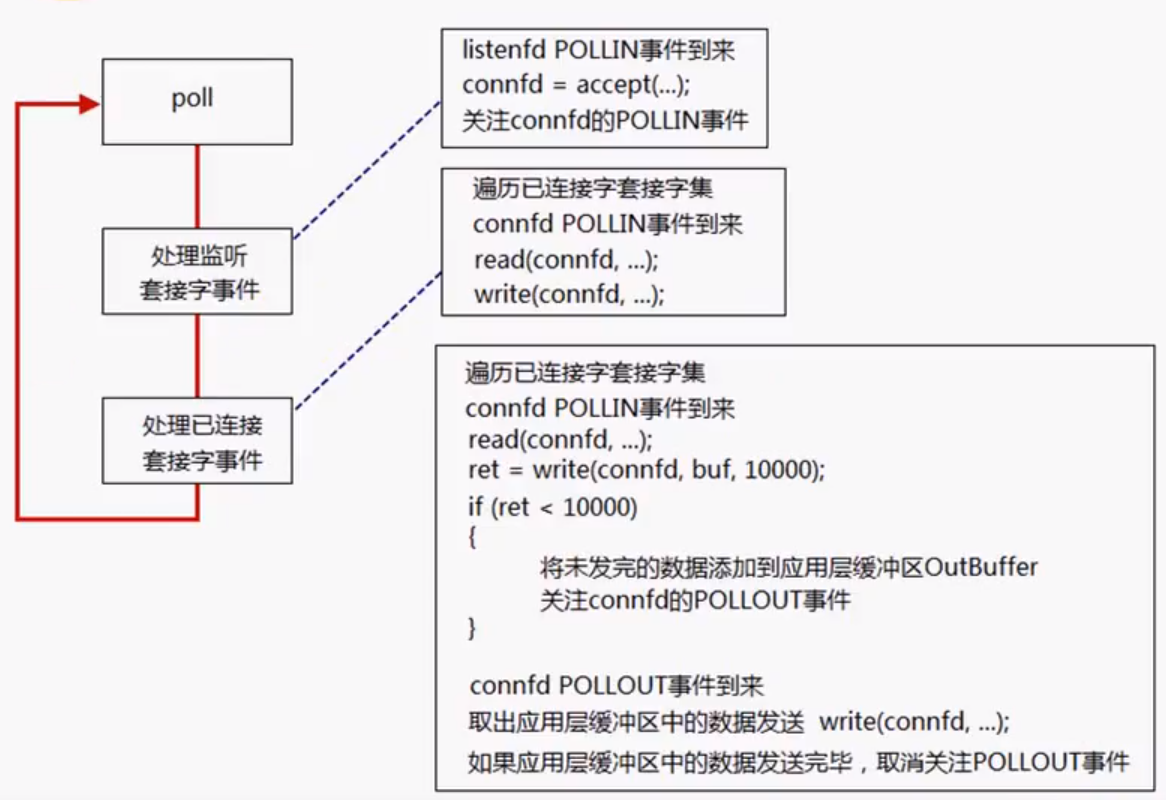 poll
处理监听
套接字事件
处理已连接
套接字事件
listenfd POLLIN事件到来
connfd = accept(...);
关注connfd的POLLIN事件
遍历已连接字套接字集
connfd POLLIN事件到来
read(connfd, ...);
write(connfd, ...);
遍历已连接字套接字集
connfd POLLIN事件到来
read(connfd, ...);
ret = write(connfd, buf, 10000);
if (ret < 10000)
{
将未发完的数据添加到应用层缓冲区OutBuffer
关注connfd的POLLOUT事件
}
connfd POLLOUT事件到来
取出应用层缓冲区中的数据发送 write(connfd, ...);
如果应用层缓冲区中的数据发送完毕，取消关注POLLOUT事件